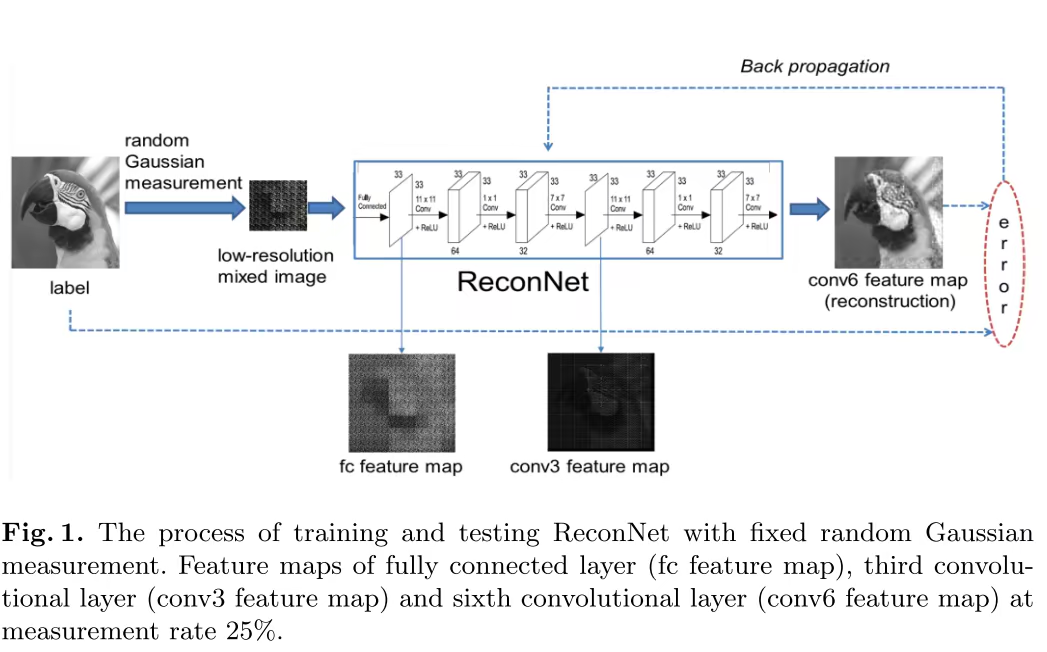 Back propagation
random
Gaussian
measurement
label
low-resolution
mixed image
Fully
Connected
33
33
11 x 11
Conv
+ ReLU
33
33
1 x 1
Conv
+ ReLU
64
33
33
7 x 7
Conv
+ ReLU
32
33
33
11 x 11
Conv
+ ReLU
33
33
1 x 1
Conv
+ ReLU
64
33
33
7 x 7
Conv
+ ReLU
32
ReconNet
conv6 feature map
(reconstruction)
e
r
r
o
r
fc feature map
conv3 feature map
Fig. 1. The process of training and testing ReconNet with fixed random Gaussian
measurement. Feature maps of fully connected layer (fc feature map), third convolu-
tional layer (conv3 feature map) and sixth convolutional layer (conv6 feature map) at
measurement rate 25%.